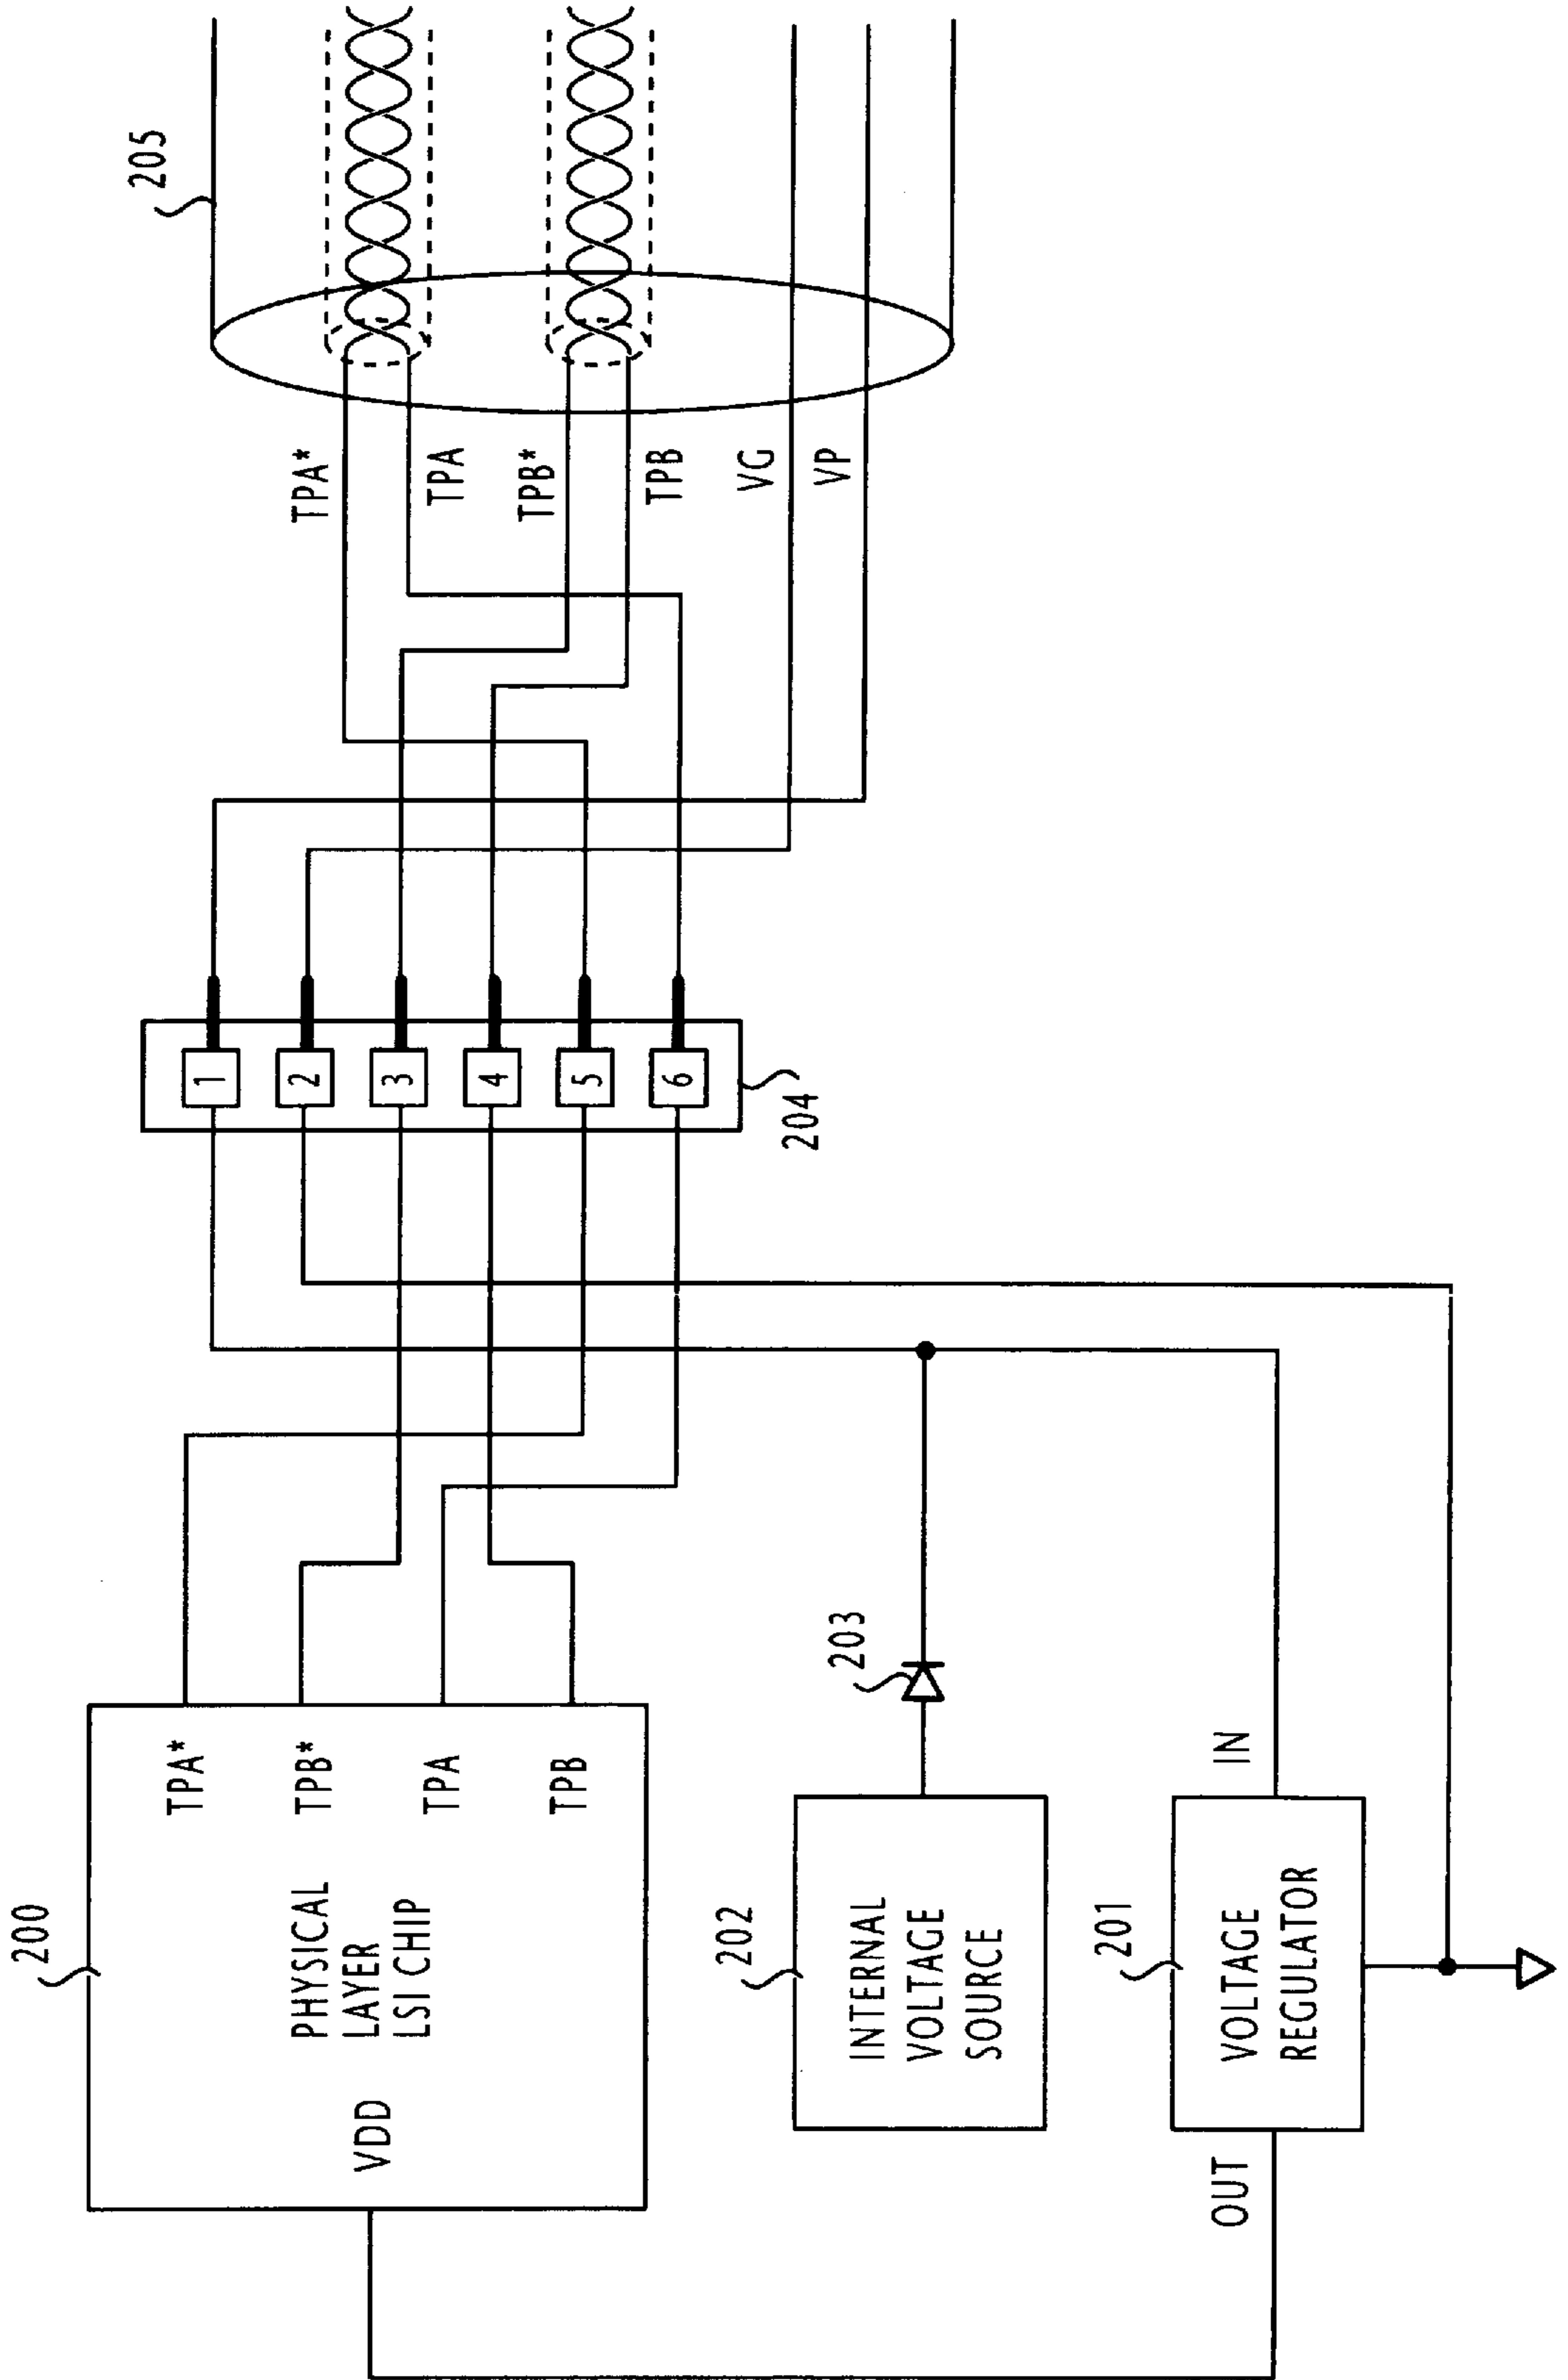 200
PHYSICAL
LAYER
LSI CHIP
VDD
TPA*
TPB*
TPA
TPB
202
INTERNAL
VOLTAGE
SOURCE
203
201
VOLTAGE
REGULATOR
IN
OUT
1
2
3
4
5
6
204
TPA*
TPA
TPB*
TPB
VG
VP
205